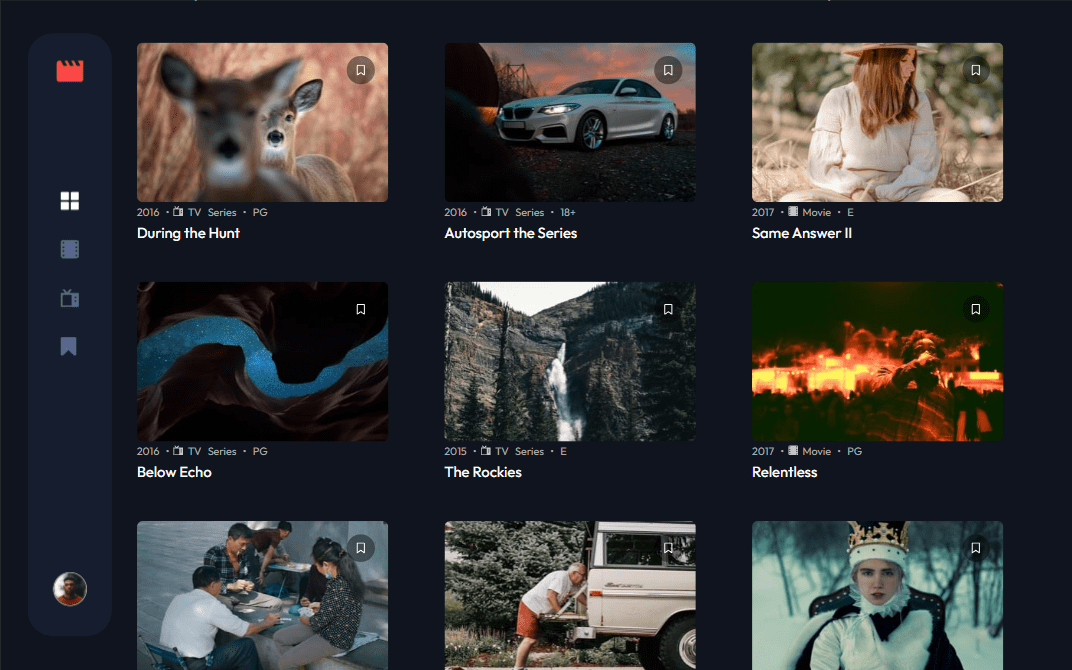 2016 • TV Series • PG
During the Hunt
2016 • TV Series • 18+
Autosport the Series
2017 • Movie • E
Same Answer II
2016 • TV Series • PG
Below Echo
2015 • TV Series • E
The Rockies
2017 • Movie • PG
Relentless